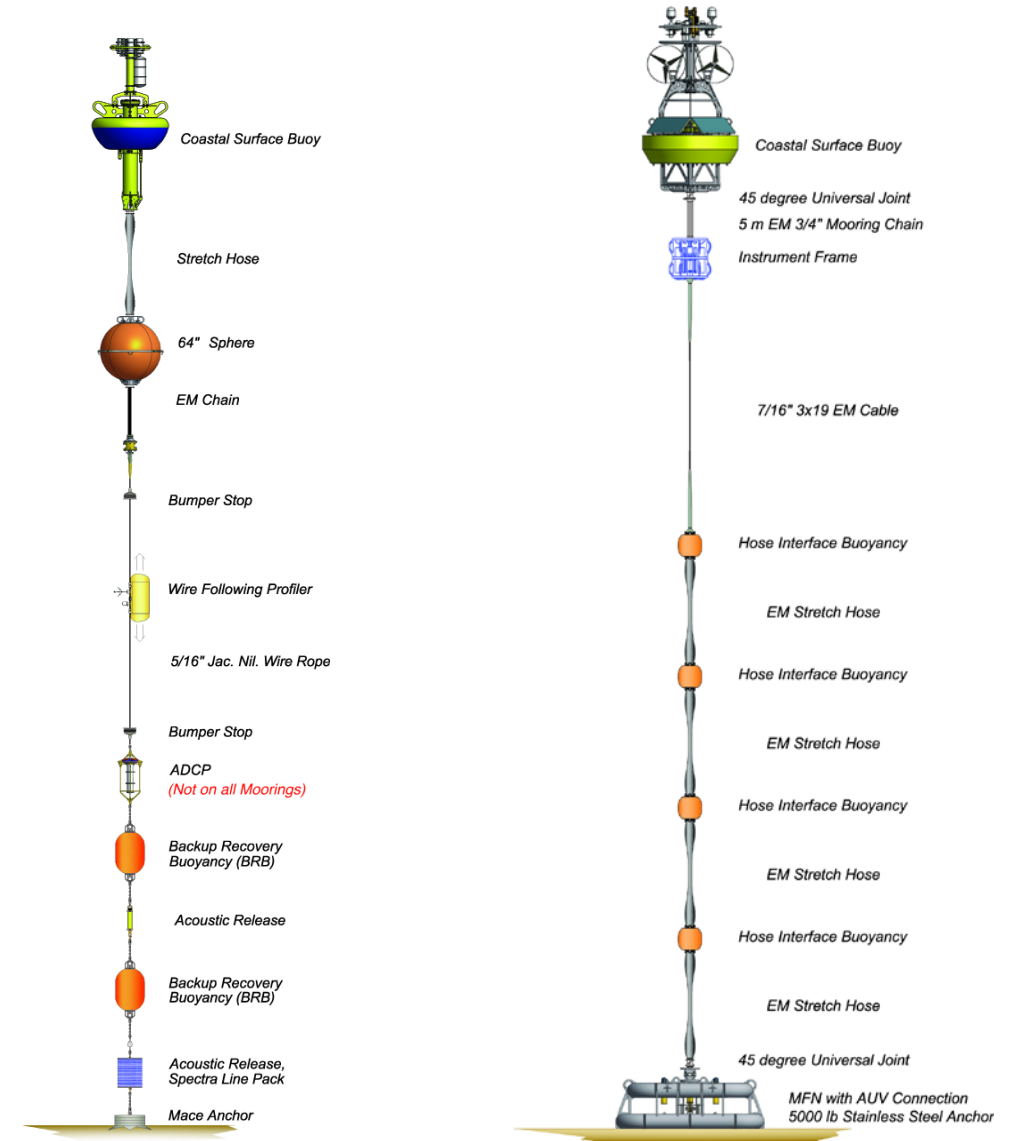 Coastal Surface Buoy
Stretch Hose
64" Sphere
EM Chain
Bumper Stop
Wire Following Profiler
5/16" Jac. Nil. Wire Rope
Bumper Stop
ADCP
(Not on all Moorings)
Backup Recovery
Buoyancy (BRB)
Acoustic Release
Backup Recovery
Buoyancy (BRB)
Acoustic Release,
Spectra Line Pack
Mace Anchor
Coastal Surface Buoy
45 degree Universal Joint
5 m EM 3/4" Mooring Chain
Instrument Frame
7/16" 3x19 EM Cable
Hose Interface Buoyancy
EM Stretch Hose
Hose Interface Buoyancy
EM Stretch Hose
Hose Interface Buoyancy
EM Stretch Hose
Hose Interface Buoyancy
EM Stretch Hose
45 degree Universal Joint
MFN with AUV Connection
5000 lb Stainless Steel Anchor